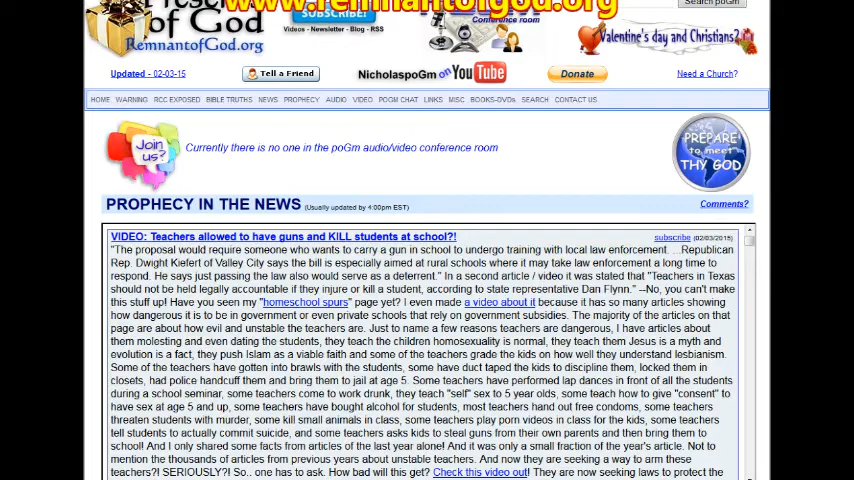 www.remnantofgod.org
Present
of God
RemnantofGod.org
SUBSCRIBE!
Videos - Newsletter - Blog - RSS
Conference room
Search poGm
Valentine's day and Christians?
Updated - 02-03-15
Tell a Friend
NicholaspoGm on YouTube
Donate
Need a Church?
HOME WARNING RCC EXPOSED BIBLE TRUTHS NEWS PROPHECY AUDIO VIDEO POGM CHAT LINKS MISC BOOKS-DVDs SEARCH CONTACT US
Join us?
Currently there is no one in the poGm audio/video conference room
PREPARE
to meet
THY GOD
PROPHECY IN THE NEWS (Usually updated by 4:00pm EST)
Comments?
VIDEO: Teachers allowed to have guns and KILL students at school?!
subscribe (02/03/2015)
"The proposal would require someone who wants to carry a gun in school to undergo training with local law enforcement. ...Republican
Rep. Dwight Kiefert of Valley City says the bill is especially aimed at rural schools where it may take law enforcement a long time to
respond. He says just passing the law also would serve as a deterrent." In a second article / video it was stated that "Teachers in Texas
should not be held legally accountable if they injure or kill a student, according to state representative Dan Flynn." --No, you can't make
this stuff up! Have you seen my "homeschool spurs" page yet? I even made a video about it because it has so many articles showing
how dangerous it is to be in government or even private schools that rely on government subsidies. The majority of the articles on that
page are about how evil and unstable the teachers are. Just to name a few reasons teachers are dangerous, I have articles about
them molesting and even dating the students, they teach the children homosexuality is normal, they teach them Jesus is a myth and
evolution is a fact, they push Islam as a viable faith and some of the teachers grade the kids on how well they understand lesbianism.
Some of the teachers have gotten into brawls with the students, some have duct taped the kids to discipline them, locked them in
closets, had police handcuff them and bring them to jail at age 5. Some teachers have performed lap dances in front of all the students
during a school seminar, some teachers come to work drunk, they teach "self" sex to 5 year olds, some teach how to give "consent" to
have sex at age 5 and up, some teachers have bought alcohol for students, most teachers hand out free condoms, some teachers
threaten students with murder, some kill small animals in class, some teachers play porn videos in class for the kids, some teachers
tell students to actually commit suicide, and some teachers asks kids to steal guns from their own parents and then bring them to
school! And I only shared some facts from articles of the last year alone! And it was only a small fraction of the year's article. Not to
mention the thousands of articles from previous years about unstable teachers. And now they are seeking a way to arm these
teachers?! SERIOUSLY?! So.. one has to ask. How bad will this get? Check this video out! They are now seeking laws to protect the